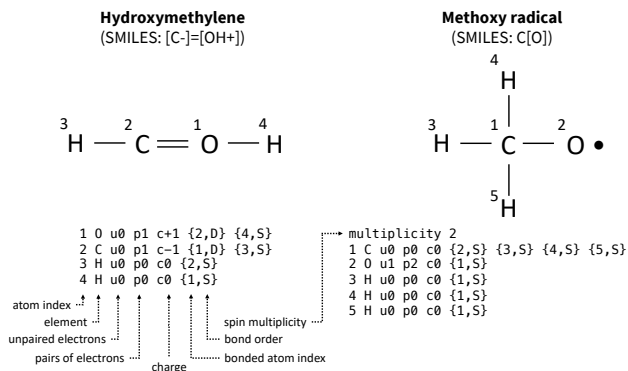 Hydroxymethylene
(SMILES: [C-]=[OH+])
3 2 1 4
H C O H
1 O u0 p1 c+1 {2,D} {4,S}
2 C u0 p1 c−1 {1,D} {3,S}
3 H u0 p0 c0 {2,S}
4 H u0 p0 c0 {1,S}
atom index
element
unpaired electrons
pairs of electrons
charge
spin multiplicity
bond order
bonded atom index
Methoxy radical
(SMILES: C[O])
4
H
3 1 2
H C O •
5
H
multiplicity 2
1 C u0 p0 c0 {2,S} {3,S} {4,S} {5,S}
2 O u1 p2 c0 {1,S}
3 H u0 p0 c0 {1,S}
4 H u0 p0 c0 {1,S}
5 H u0 p0 c0 {1,S}